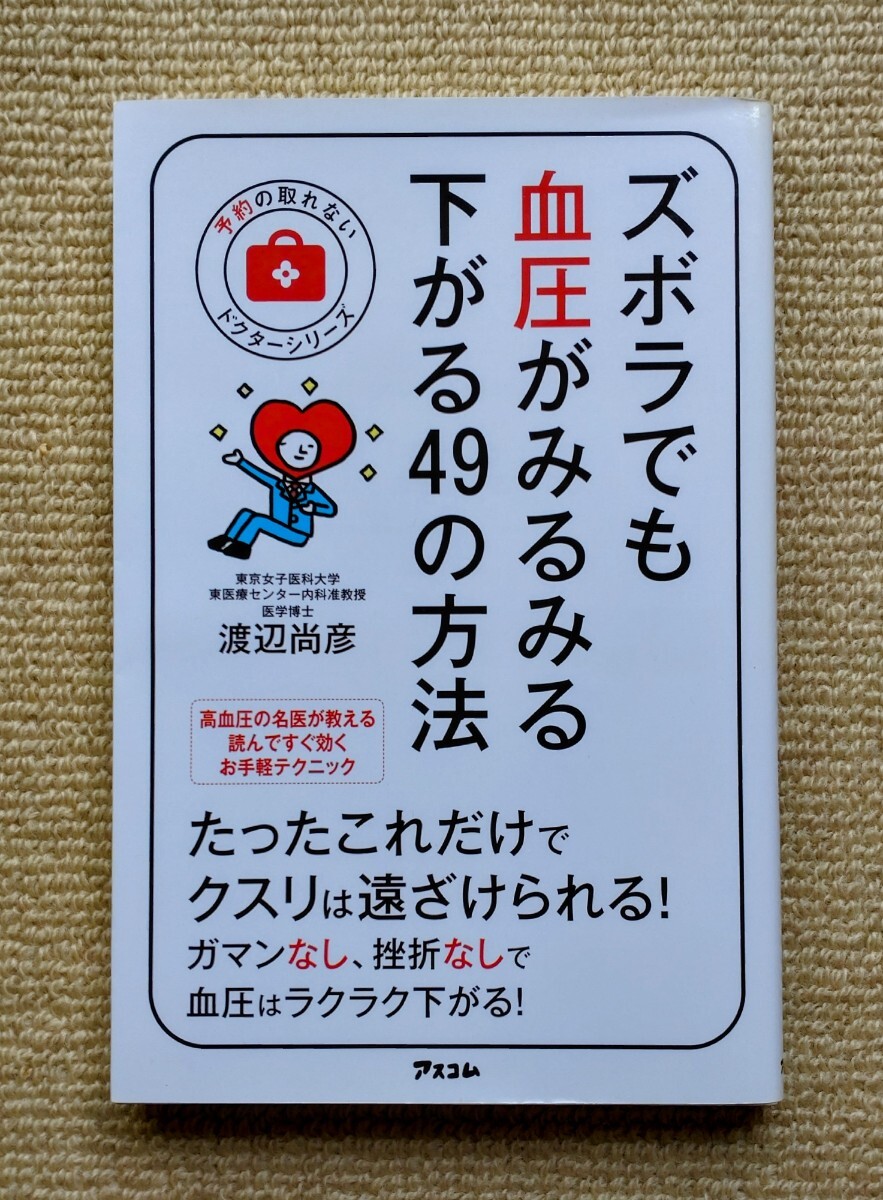 ズボラでも
血圧がみるみる
下がる49の方法
予約の取れない
ドクターシリーズ
東京女子医科大学
東医療センター内科准教授
医学博士
渡辺尚彦
高血圧の名医が教える
読んですぐ効く
お手軽テクニック
たったこれだけで
クスリは遠ざけられる!
ガマンなし、挫折なしで
血圧はラクラク下がる!
アスコム